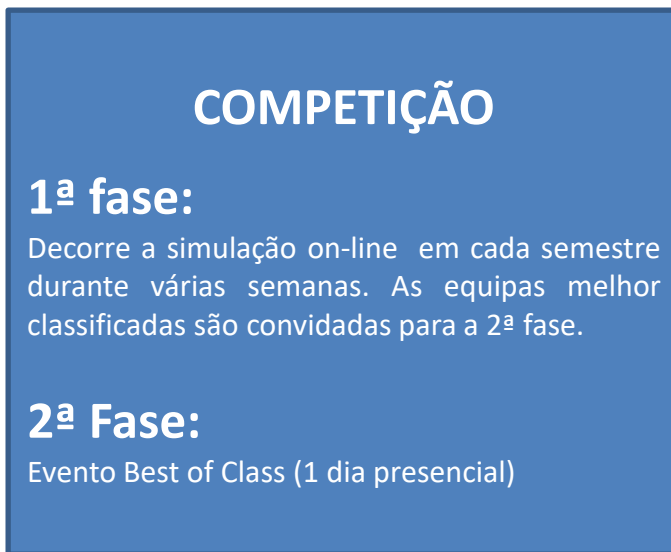 COMPETIÇÃO
1ª fase:
Decorre a simulação on-line em cada semestre
durante várias semanas. As equipas melhor
classificadas são convidadas para a 2ª fase.
2ª Fase:
Evento Best of Class (1 dia presencial)